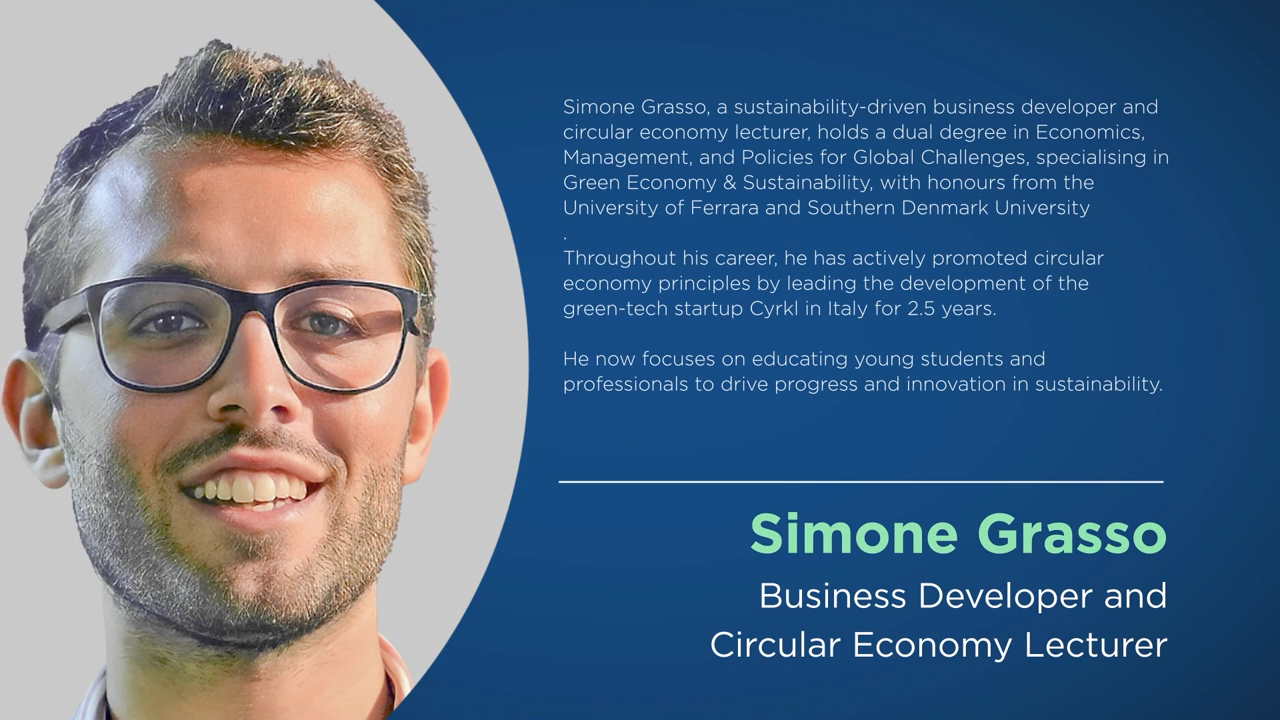 Simone Grasso, a sustainability-driven business developer and
circular economy lecturer, holds a dual degree in Economics,
Management, and Policies for Global Challenges, specialising in
Green Economy & Sustainability, with honours from the
University of Ferrara and Southern Denmark University
.
Throughout his career, he has actively promoted circular
economy principles by leading the development of the
green-tech startup Cyrkl in Italy for 2.5 years.
He now focuses on educating young students and
professionals to drive progress and innovation in sustainability.
Simone Grasso
Business Developer and
Circular Economy Lecturer